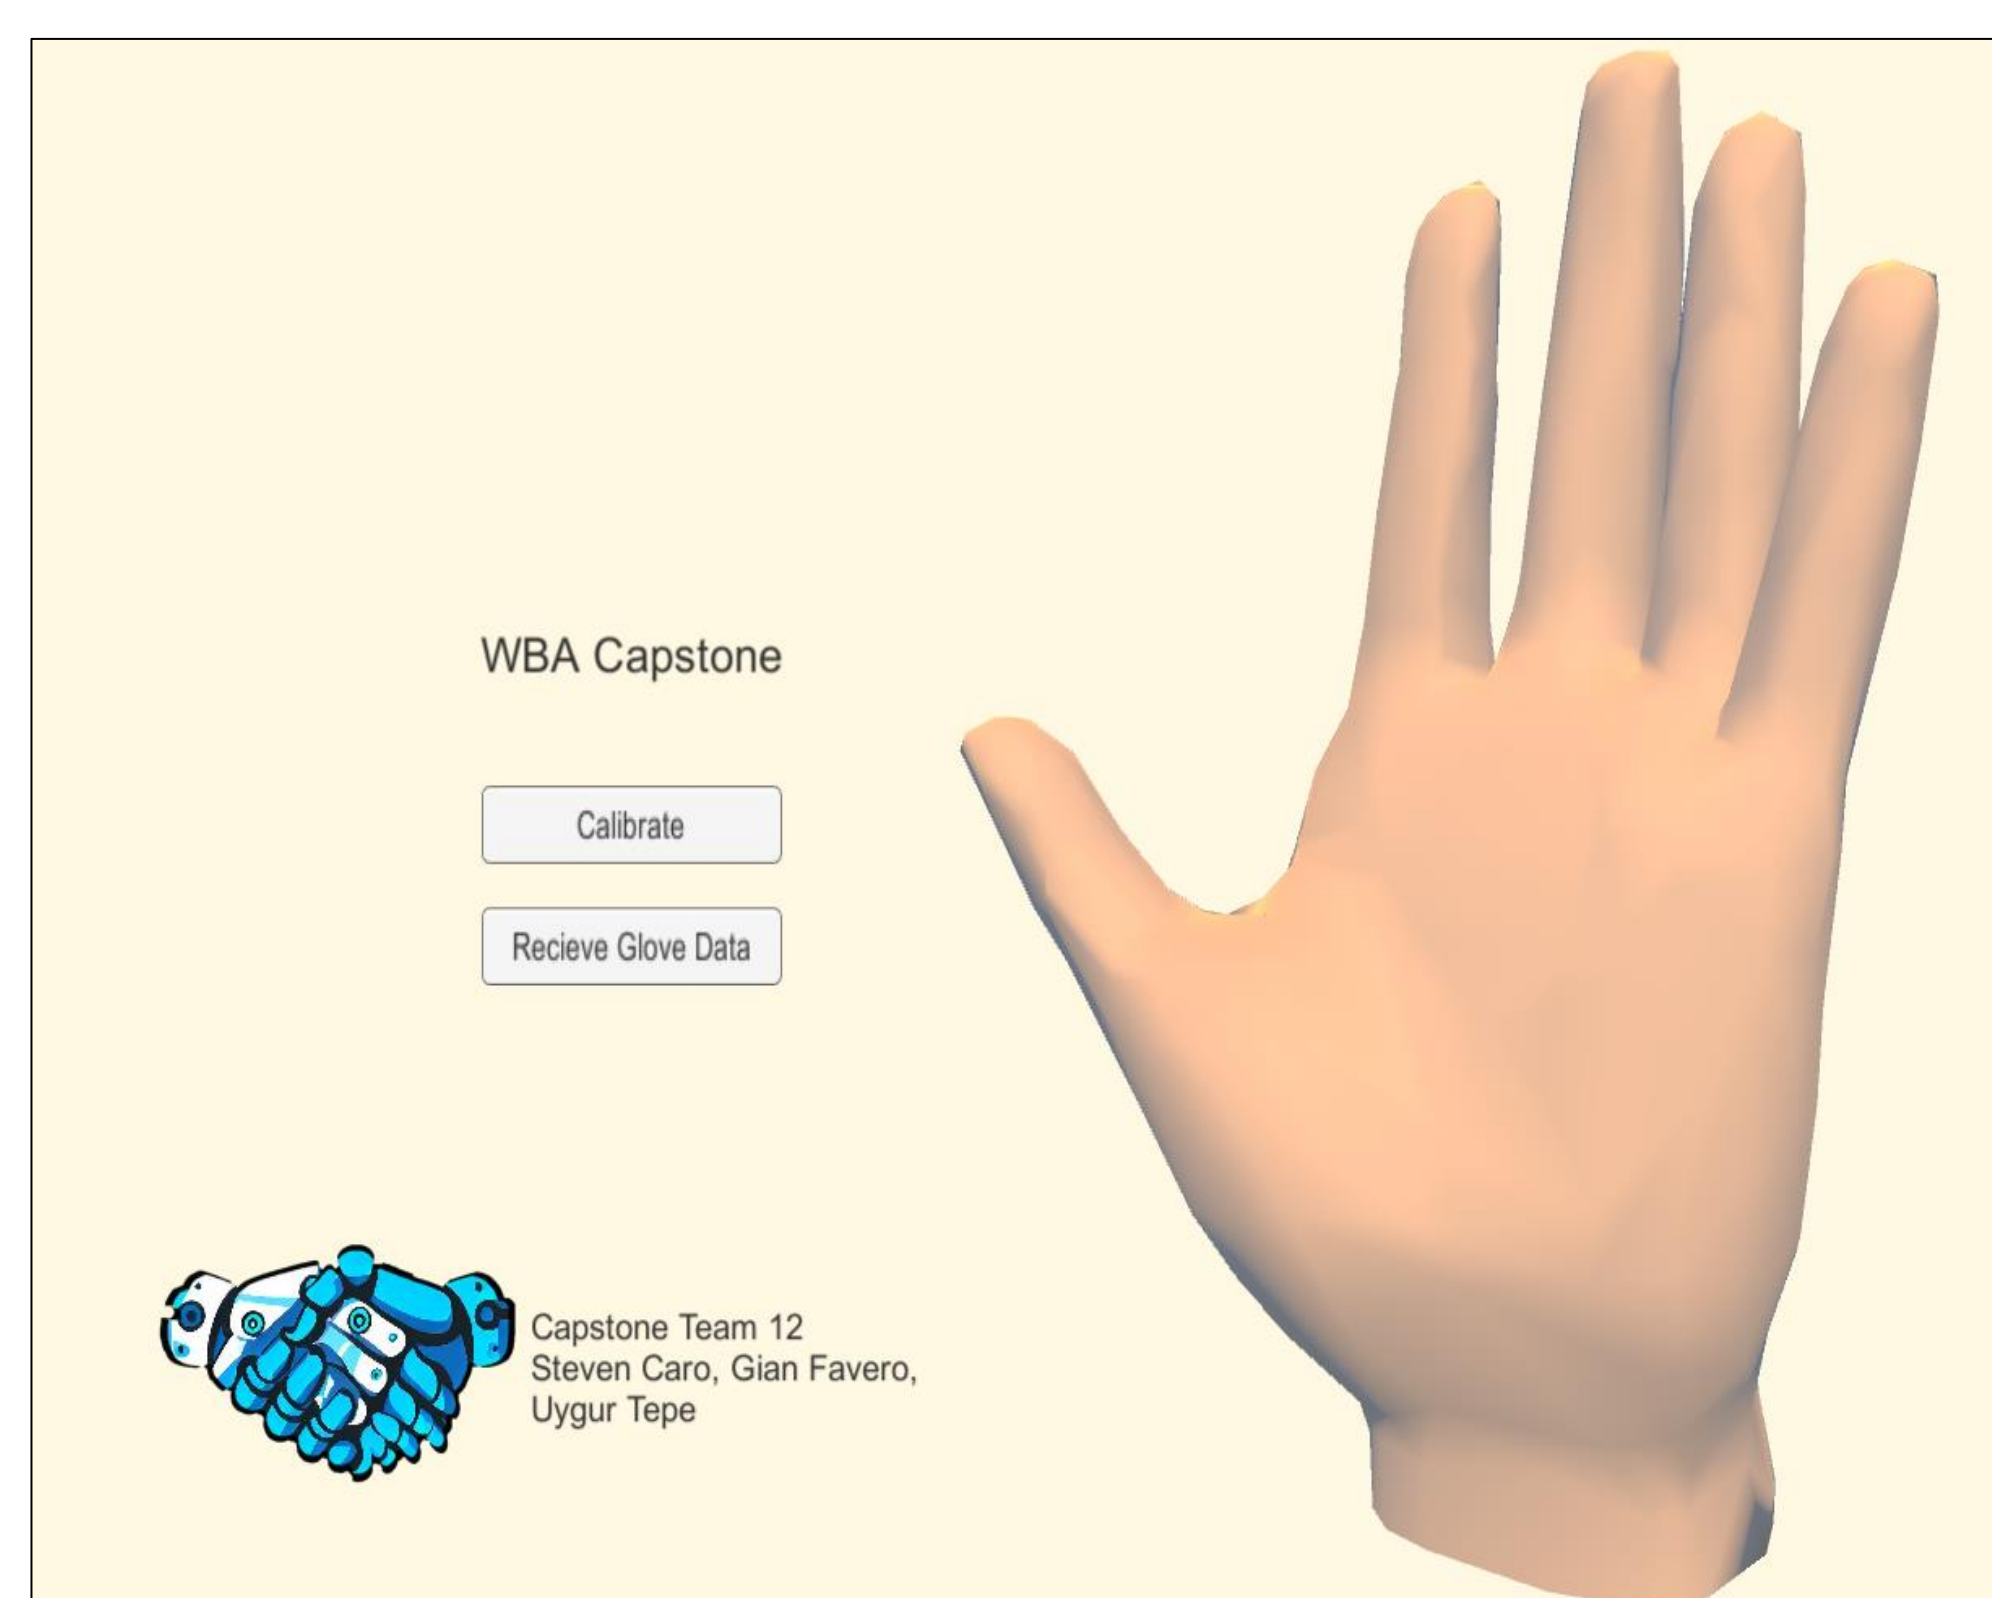 WBA Capstone
Calibrate
Recieve Glove Data
Capstone Team 12
Steven Caro, Gian Favero,
Uygur Tepe